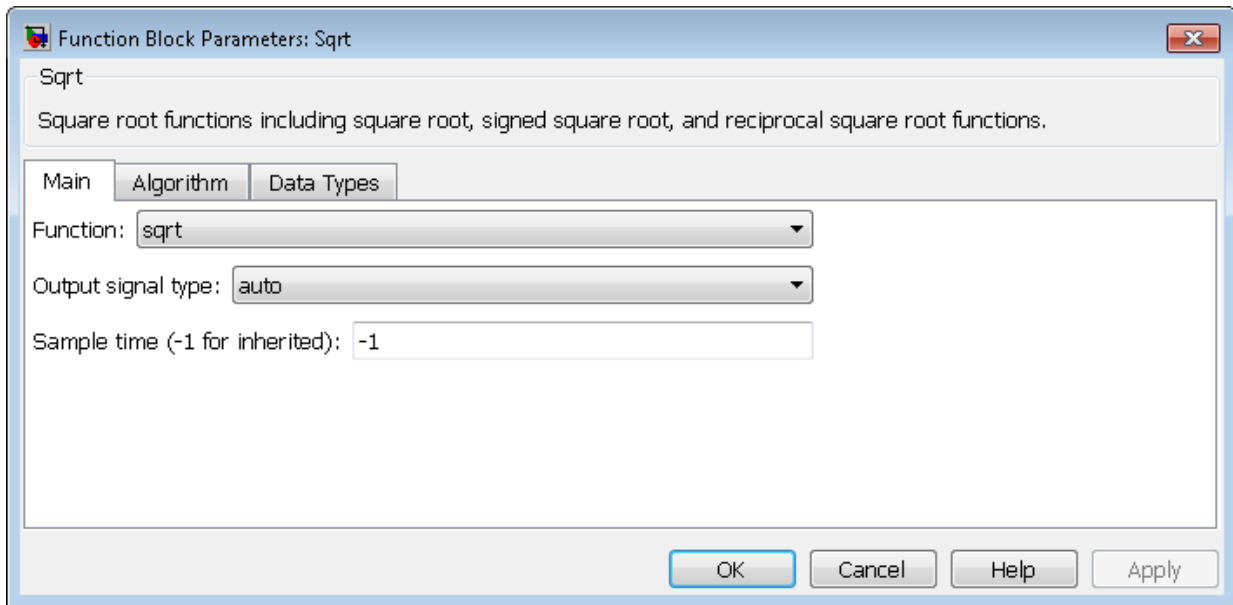 Function Block Parameters: Sqrt
Sqrt
Square root functions including square root, signed square root, and reciprocal square root functions.
Main Algorithm Data Types
Function: sqrt
Output signal type: auto
Sample time (-1 for inherited): -1
OK Cancel Help Apply